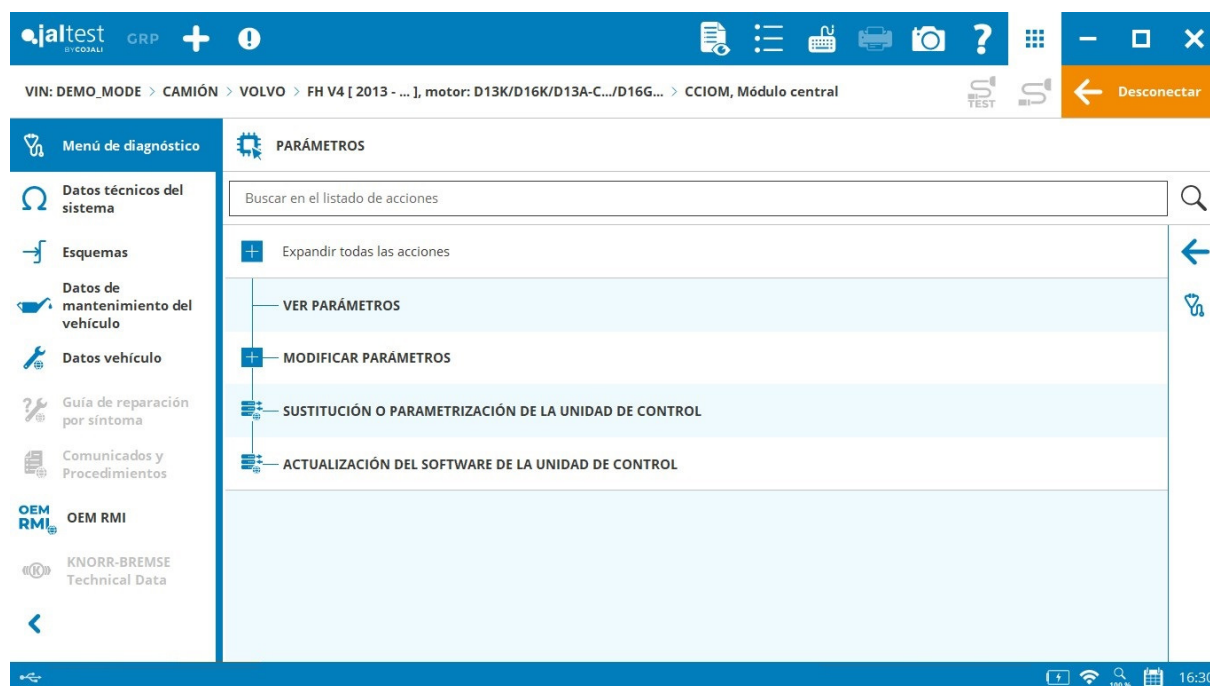 jaltest GRP
BYCOJALI
VIN: DEMO_MODE > CAMIÓN > VOLVO > FH V4 [ 2013 - ... ], motor: D13K/D16K/D13A-C.../D16G... > CCIOM, Módulo central
TEST
Desconectar
Menú de diagnóstico
PARÁMETROS
Datos técnicos del
sistema
Buscar en el listado de acciones
Esquemas
Expandir todas las acciones
Datos de
mantenimiento del
vehículo
VER PARÁMETROS
Datos vehículo
MODIFICAR PARÁMETROS
Guía de reparación
por síntoma
SUSTITUCIÓN O PARAMETRIZACIÓN DE LA UNIDAD DE CONTROL
Comunicados y
Procedimientos
ACTUALIZACIÓN DEL SOFTWARE DE LA UNIDAD DE CONTROL
OEM
RMI
OEM RMI
((K))
KNORR-BREMSE
Technical Data
100 %
16:30